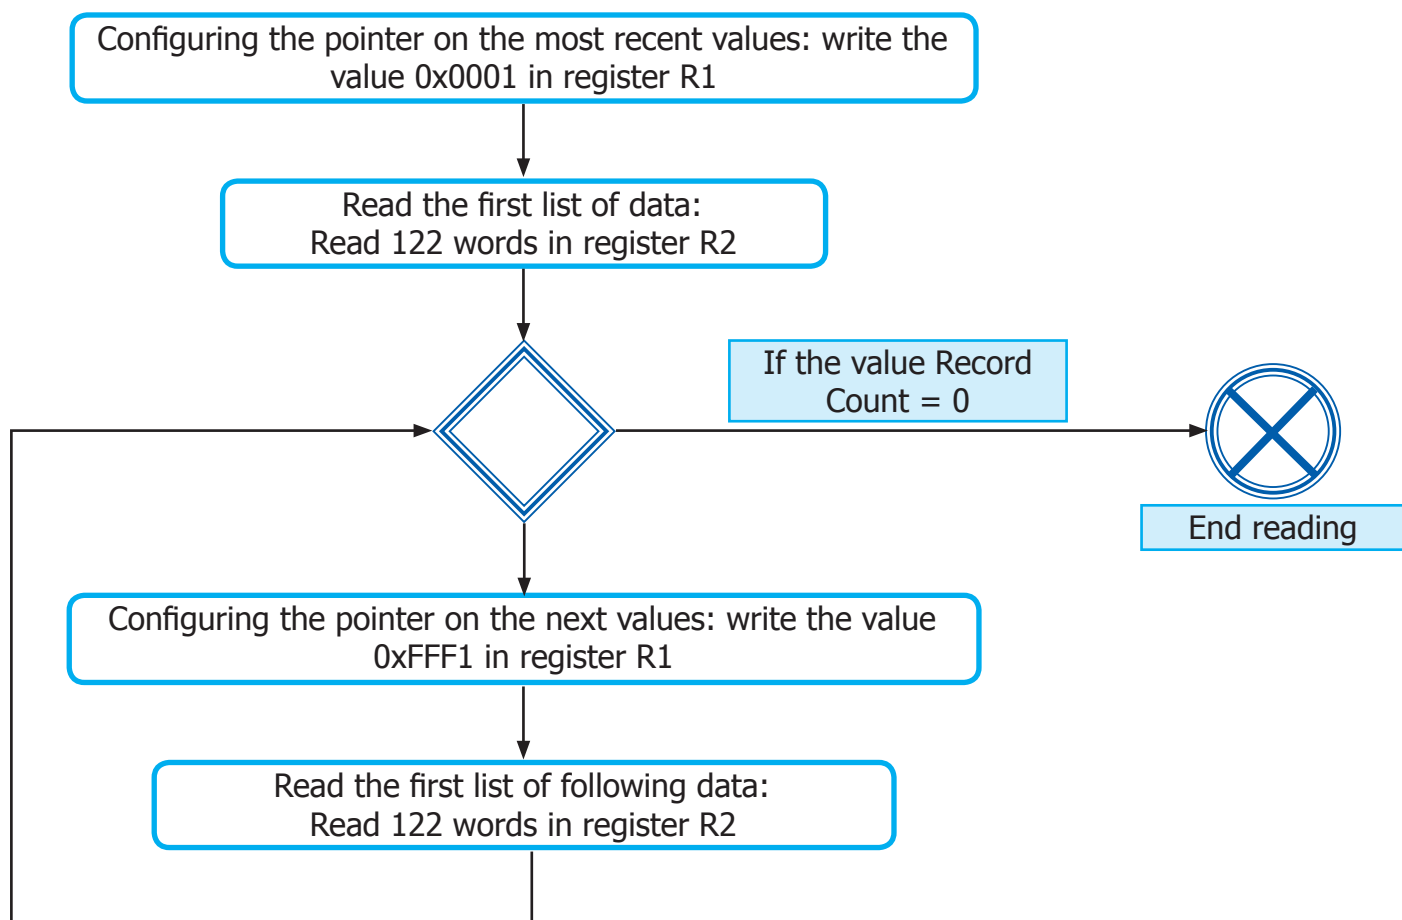 Configuring the pointer on the most recent values: write the
value 0x0001 in register R1
Read the first list of data:
Read 122 words in register R2
If the value Record
Count = 0
End reading
Configuring the pointer on the next values: write the value
0xFFF1 in register R1
Read the first list of following data:
Read 122 words in register R2